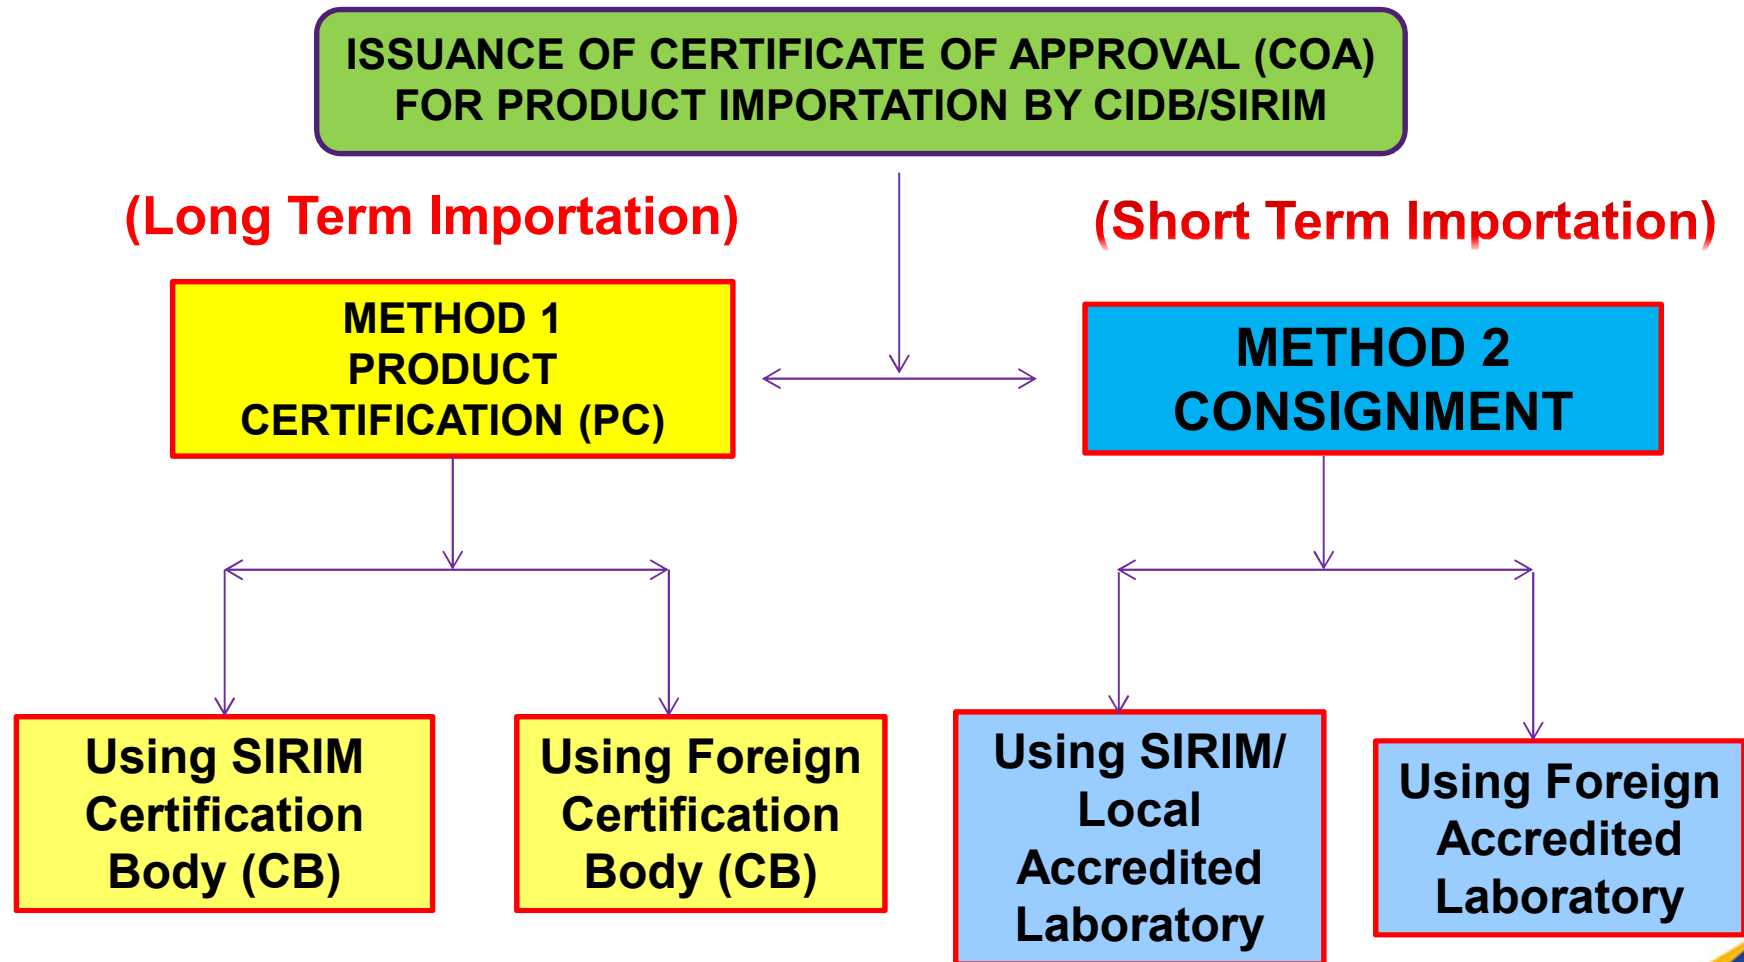 ISSUANCE OF CERTIFICATE OF APPROVAL (COA)
FOR PRODUCT IMPORTATION BY CIDB/SIRIM
(Long Term Importation)
(Short Term Importation)
METHOD 1
PRODUCT
CERTIFICATION (PC)
METHOD 2
CONSIGNMENT
Using SIRIM
Certification
Body (CB)
Using Foreign
Certification
Body (CB)
Using SIRIM/
Local
Accredited
Laboratory
Using Foreign
Accredited
Laboratory